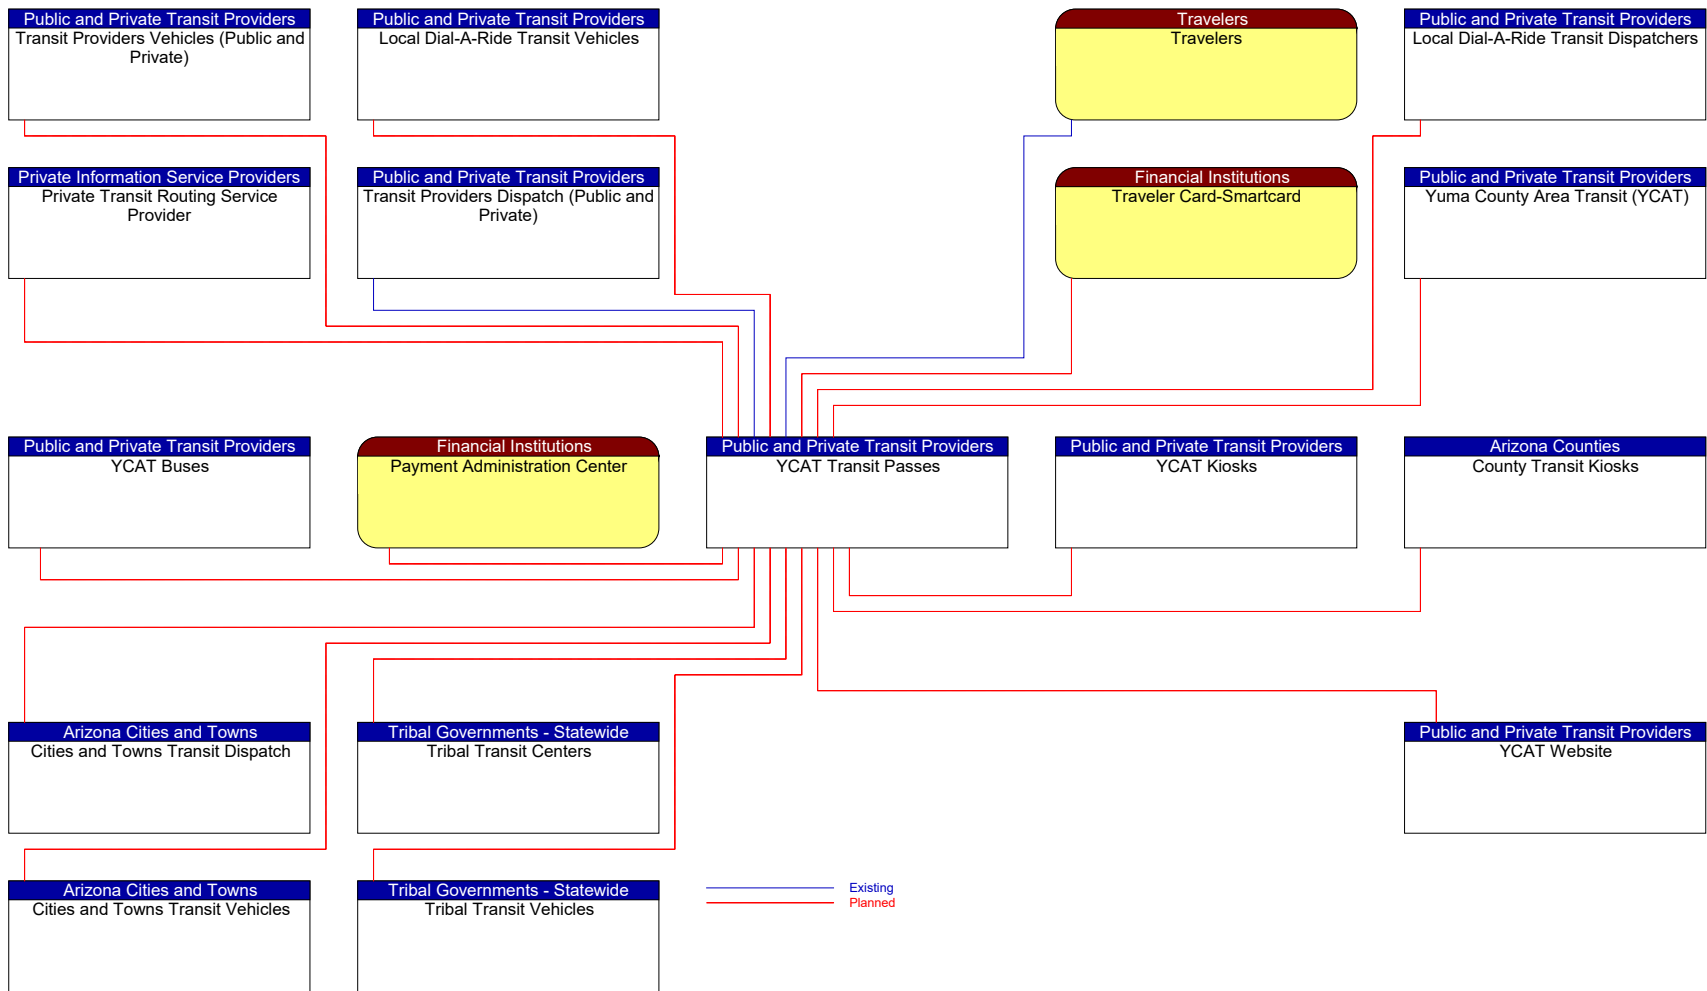 Public and Private Transit Providers
Transit Providers Vehicles (Public and
Private)
Public and Private Transit Providers
Local Dial-A-Ride Transit Vehicles
Travelers
Travelers
Public and Private Transit Providers
Local Dial-A-Ride Transit Dispatchers
Private Information Service Providers
Private Transit Routing Service
Provider
Public and Private Transit Providers
Transit Providers Dispatch (Public and
Private)
Financial Institutions
Traveler Card-Smartcard
Public and Private Transit Providers
Yuma County Area Transit (YCAT)
Public and Private Transit Providers
YCAT Buses
Financial Institutions
Payment Administration Center
Public and Private Transit Providers
YCAT Transit Passes
Public and Private Transit Providers
YCAT Kiosks
Arizona Counties
County Transit Kiosks
Arizona Cities and Towns
Cities and Towns Transit Dispatch
Tribal Governments - Statewide
Tribal Transit Centers
Public and Private Transit Providers
YCAT Website
Arizona Cities and Towns
Cities and Towns Transit Vehicles
Tribal Governments - Statewide
Tribal Transit Vehicles
Existing
Planned